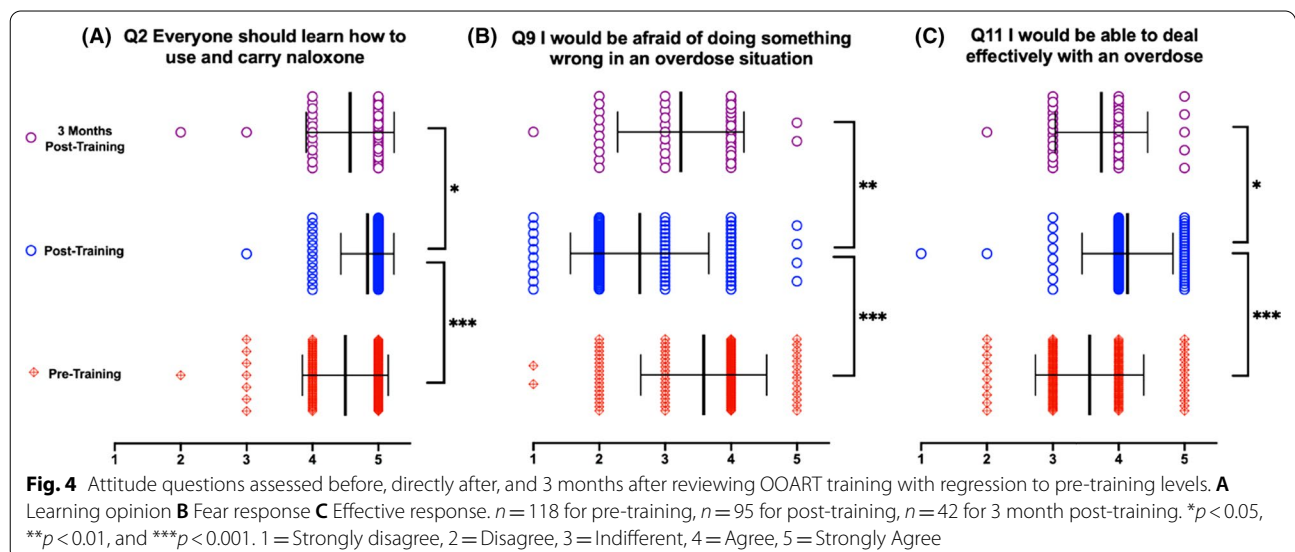 (A) Q2 Everyone should learn how to
use and carry naloxone
(B) Q9 I would be afraid of doing something
wrong in an overdose situation
(C) Q11 I would be able to deal
effectively with an overdose
3 Months
Post-Training
Post-Training
Pre-Training
*
***
**
***
*
***
1 2 3 4 5
1 2 3 4 5
1 2 3 4 5
Fig. 4 Attitude questions assessed before, directly after, and 3 months after reviewing OOART training with regression to pre-training levels. A
Learning opinion B Fear response C Effective response. n = 118 for pre-training, n = 95 for post-training, n = 42 for 3 month post-training. *p < 0.05,
**p < 0.01, and ***p < 0.001. 1 = Strongly disagree, 2 = Disagree, 3 = Indifferent, 4 = Agree, 5 = Strongly Agree